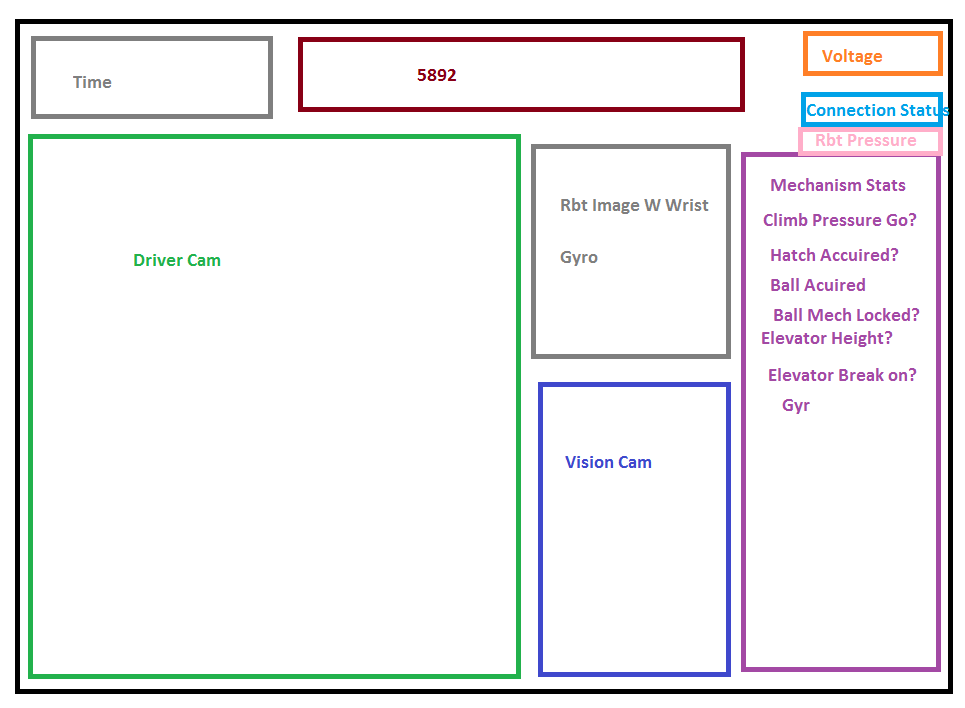 Time
5892
Voltage
Connection Status
Rbt Pressure
Driver Cam
Rbt Image W Wrist
Gyro
Vision Cam
Mechanism Stats
Climb Pressure Go?
Hatch Accuired?
Ball Acuired
Ball Mech Locked?
Elevator Height?
Elevator Break on?
Gyr